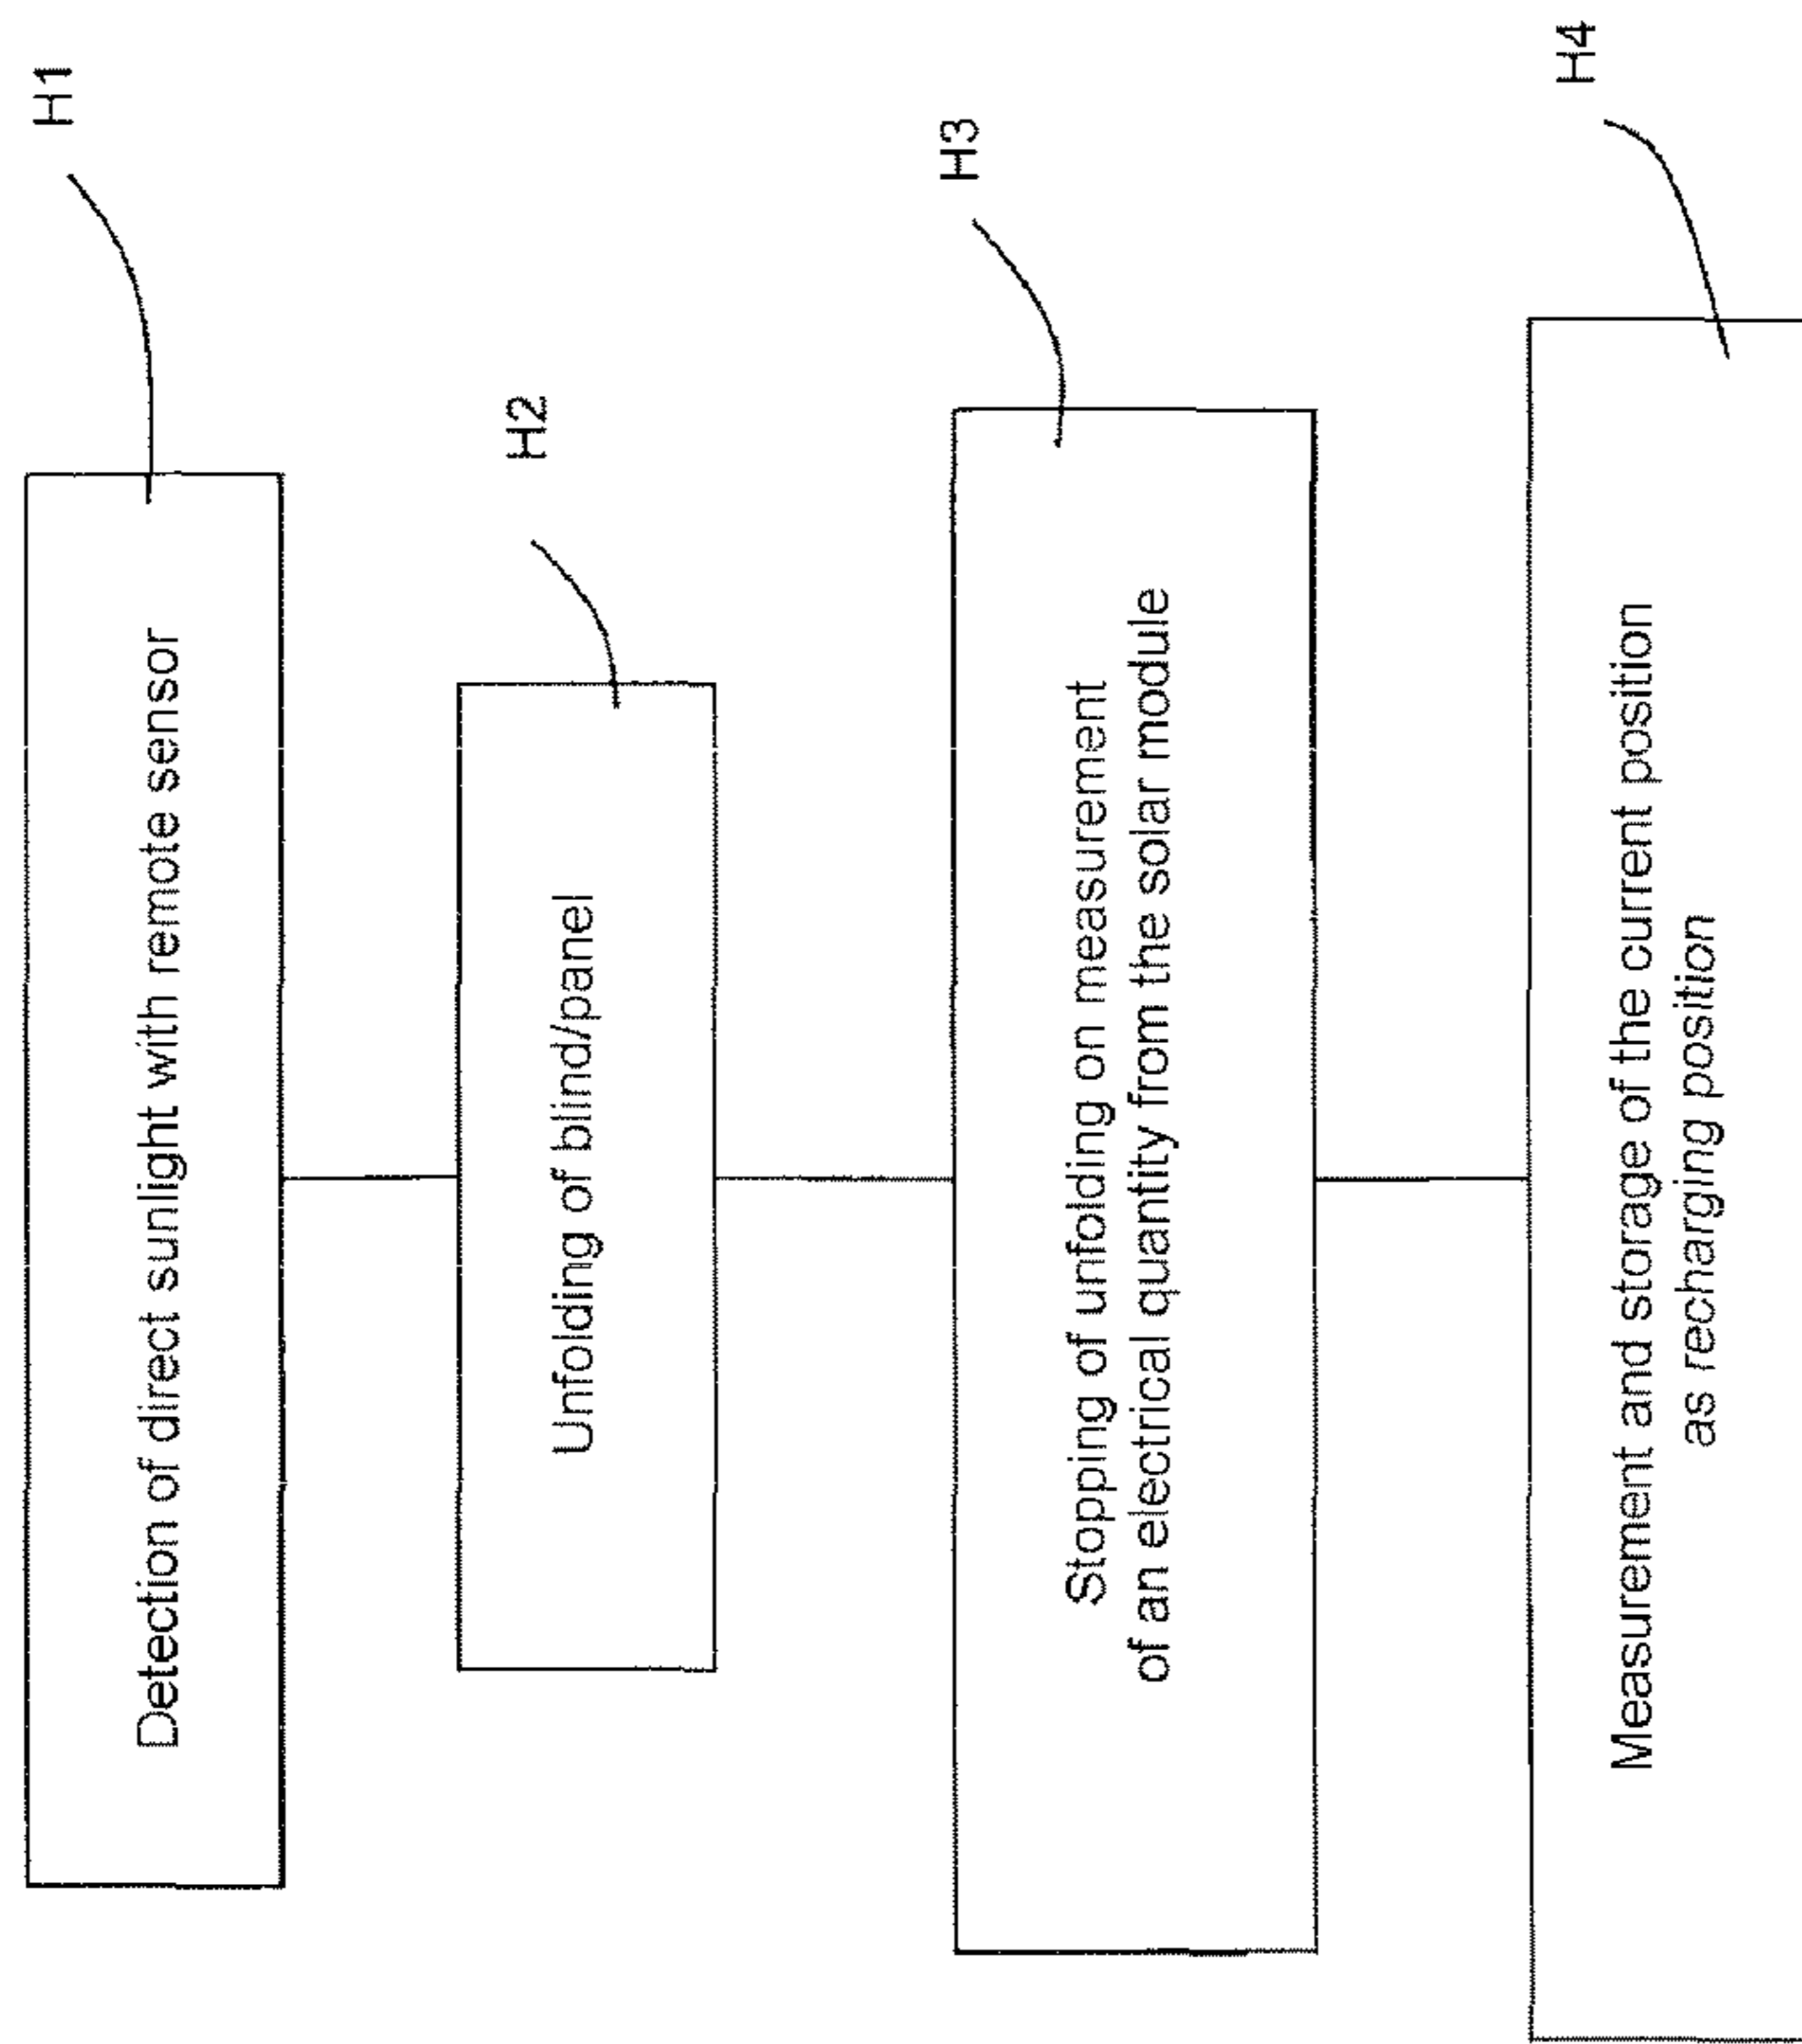 H1
Detection of direct sunlight with remote sensor
H2
Unfolding of blind/panel
H3
Stopping of unfolding on measurement
of an electrical quantity from the solar module
H4
Measurement and storage of the current position
as recharging position